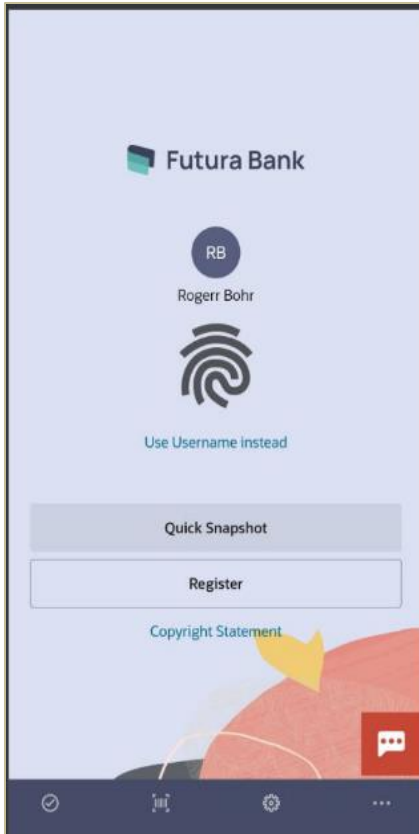 Futura Bank
RB
Rogerr Bohr
Use Username instead
Quick Snapshot
Register
Copyright Statement